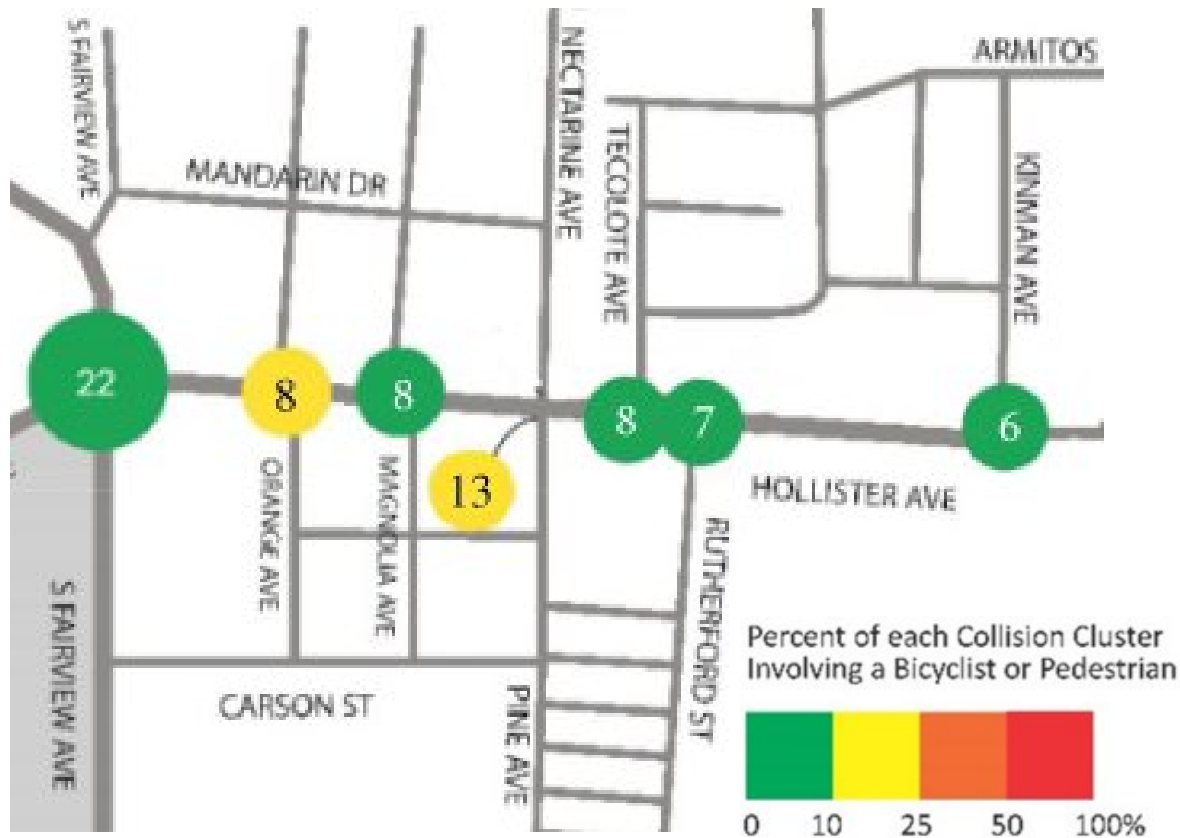 S FAIRVIEW AVE
MANDARIN DR
NECTARINE AVE
TECOLOTE AVE
ARMITOS
KINMAN AVE
22
8
8
13
8
7
6
HOLLISTER AVE
ORANGE AVE
MAGNOLIA AVE
S FAIRVIEW AVE
CARSON ST
PINE AVE
RUTHERFORD ST
Percent of each Collision Cluster
Involving a Bicyclist or Pedestrian
0 10 25 50 100%